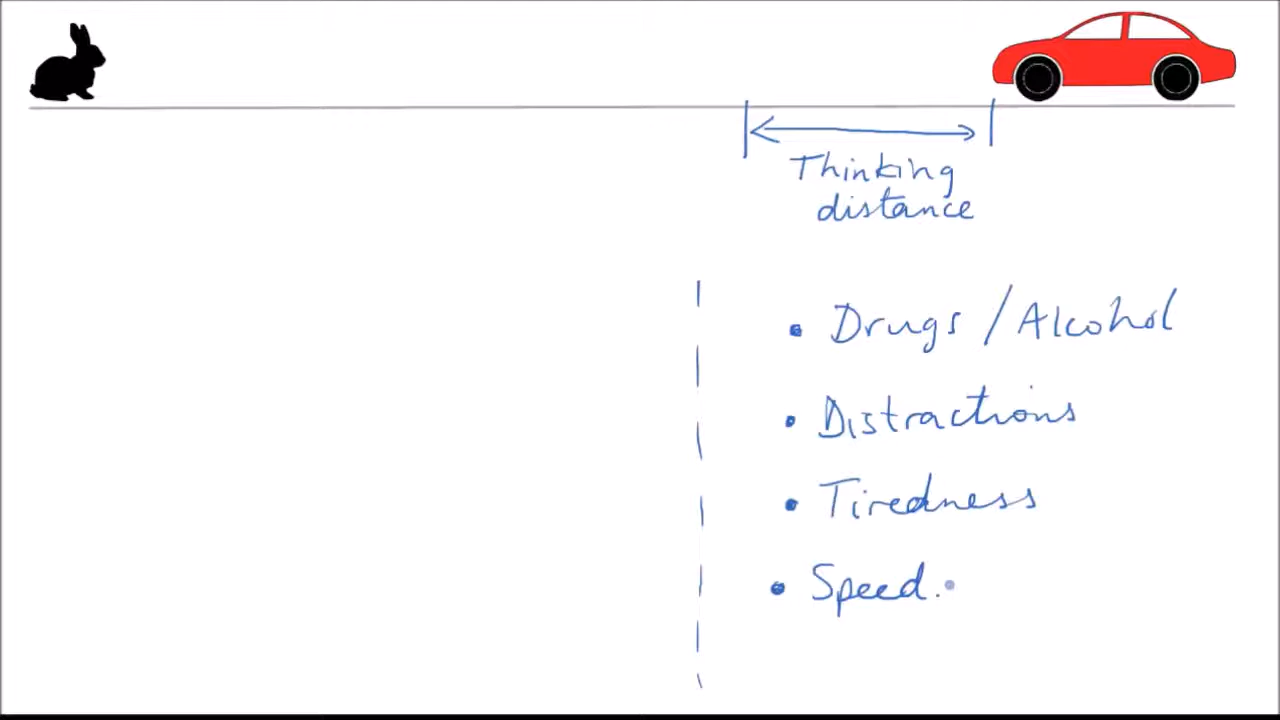 Thinking
distance
• Drugs / Alcohol
• Distractions
• Tiredness
• Speed.